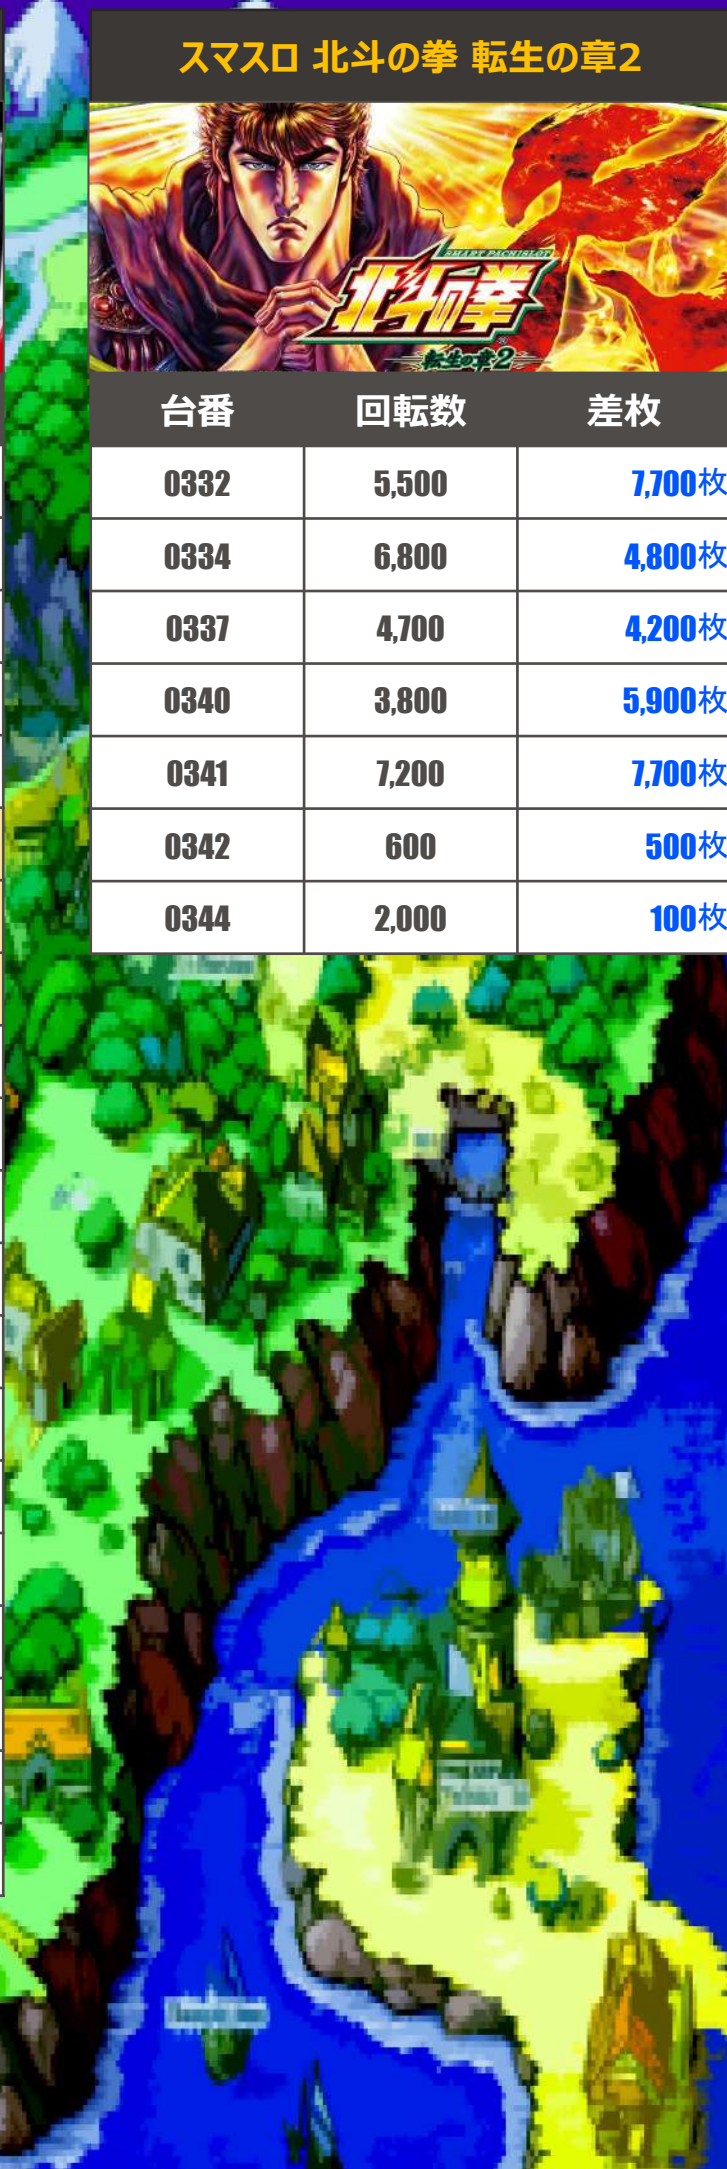 スマスロ 北斗の拳 転生の章2
SMART PACHISLOT
北斗の拳
転生の章2
台番 回転数 差枚
0332 5,500 7,700枚
0334 6,800 4,800枚
0337 4,700 4,200枚
0340 3,800 5,900枚
0341 7,200 7,700枚
0342 600 500枚
0344 2,000 100枚